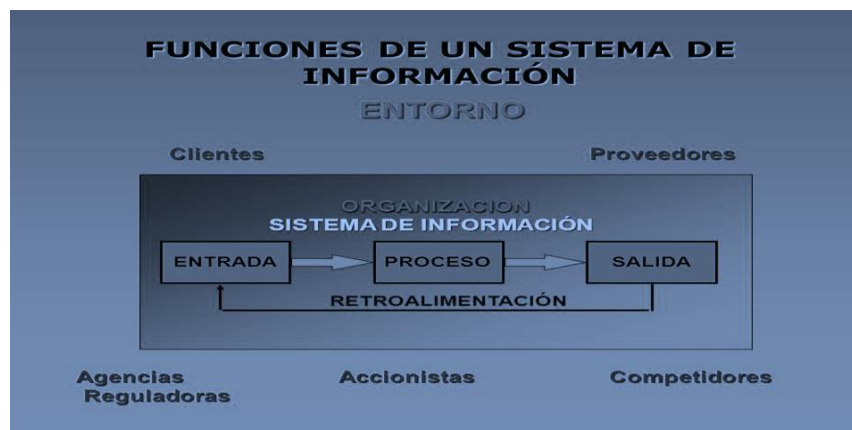 FUNCIONES DE UN SISTEMA DE
INFORMACIÓN
ENTORNO
Clientes
Proveedores
ORGANIZACION
SISTEMA DE INFORMACIÓN
ENTRADA
PROCESO
SALIDA
RETROALIMENTACIÓN
Agencias
Reguladoras
Accionistas
Competidores